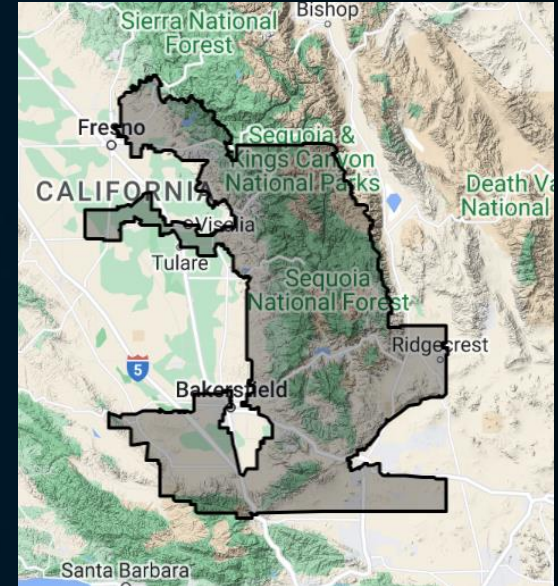 Bishop
Sierra National
Forest
Fresno
Sequoia &
Kings Canyon
National Parks
CALIFORNIA
Death Va
National
Visalia
Tulare
Sequoia
National Forest
Ridgecrest
5
Bakersfield
Santa Barbara